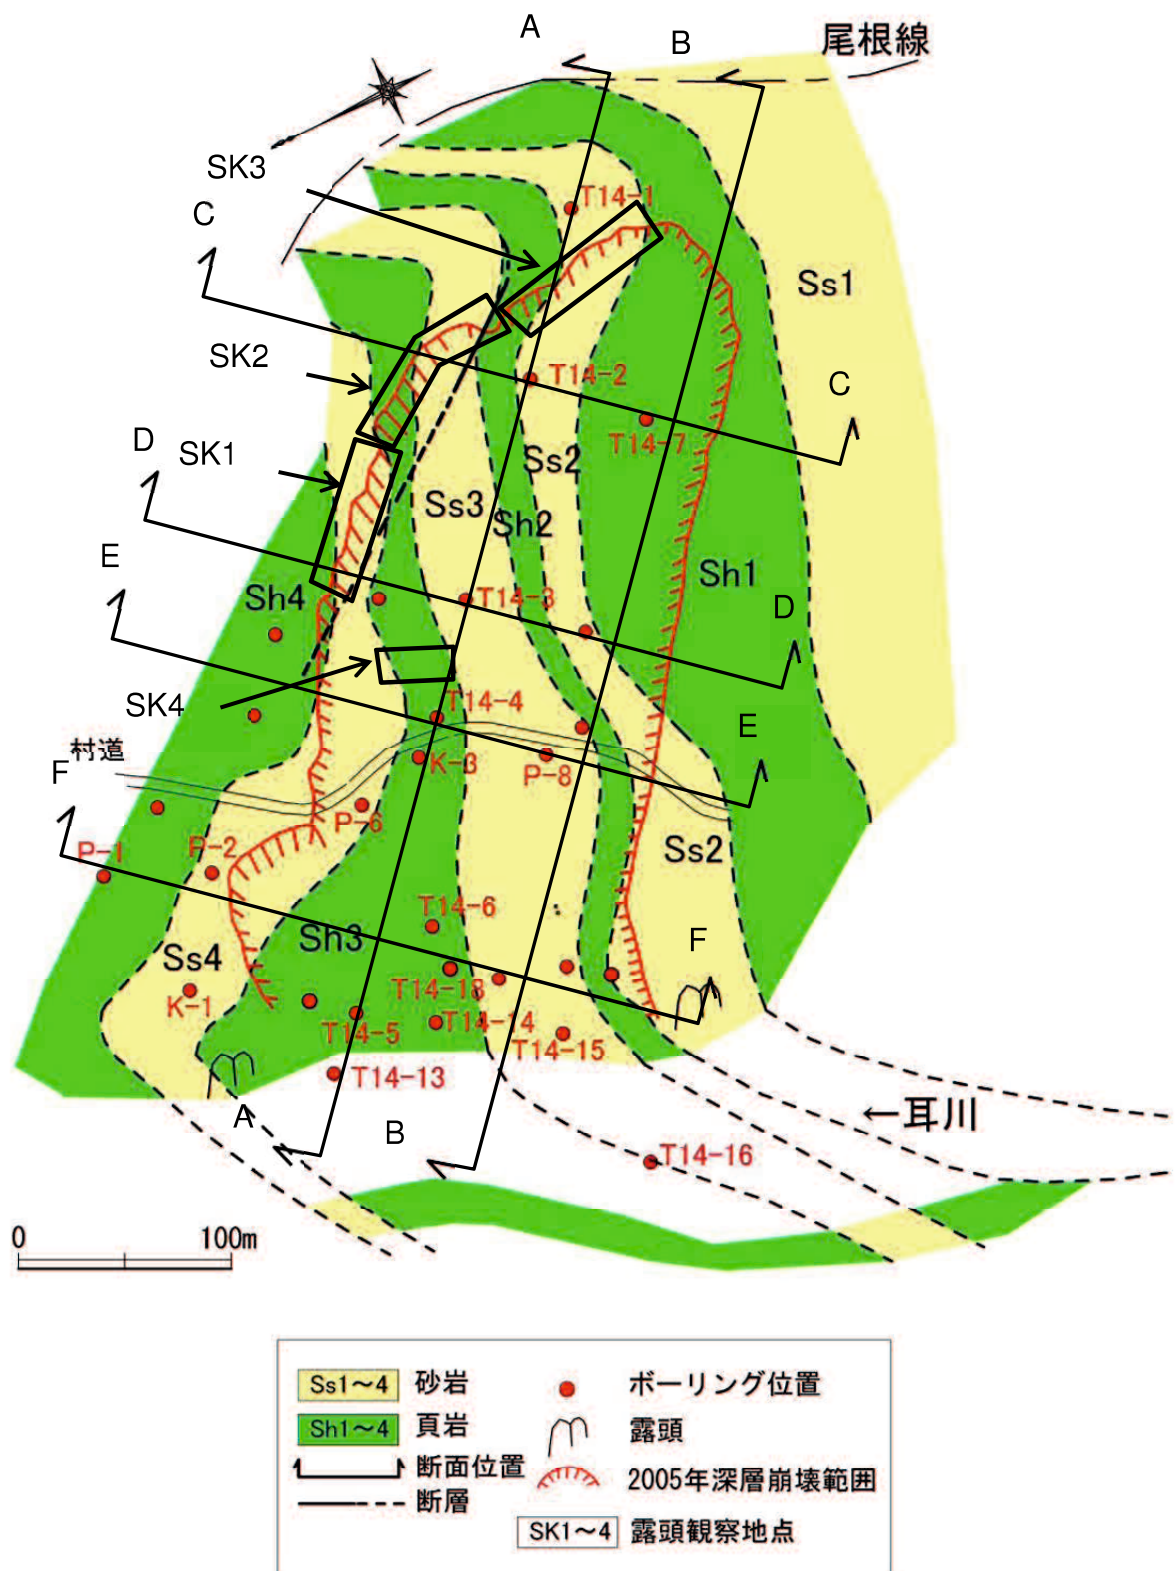 A
B
尾根線
SK3
C
T14-1
Ss1
SK2
T14-2
C
T14-7
D
SK1
Ss2
Ss3
Sh2
E
Sh1
Sh4
T14-3
D
SK4
T14-4
E
村道
F
K-3
P-8
P-6
P-1
P-2
Ss2
T14-6
Sh3
F
Ss4
T14-18
K-1
T14-5
T14-14
T14-15
T14-13
A
B
←耳川
T14-16
0
100m
Ss1～4
砂岩
ボーリング位置
Sh1～4
頁岩
露頭
断面位置
2005年深層崩壊範囲
断層
SK1～4
露頭観察地点